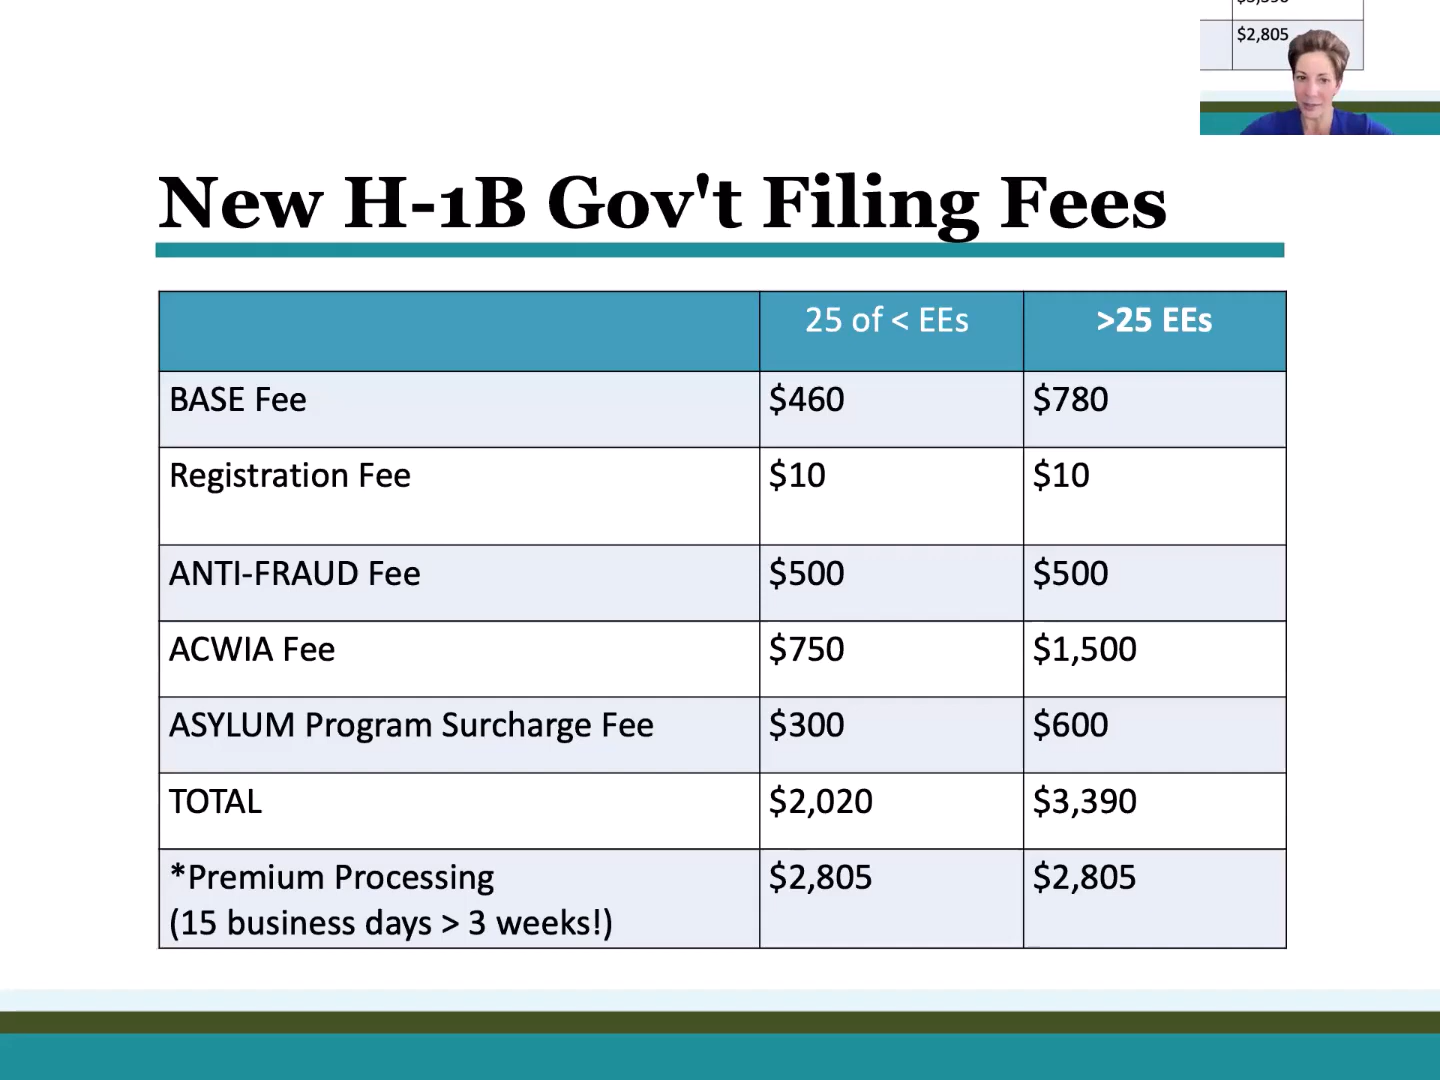 $2,805
New H-1B Gov't Filing Fees
25 of < EEs >25 EEs
BASE Fee $460 $780
Registration Fee $10 $10
ANTI-FRAUD Fee $500 $500
ACWIA Fee $750 $1,500
ASYLUM Program Surcharge Fee $300 $600
TOTAL $2,020 $3,390
*Premium Processing $2,805 $2,805
(15 business days > 3 weeks!)